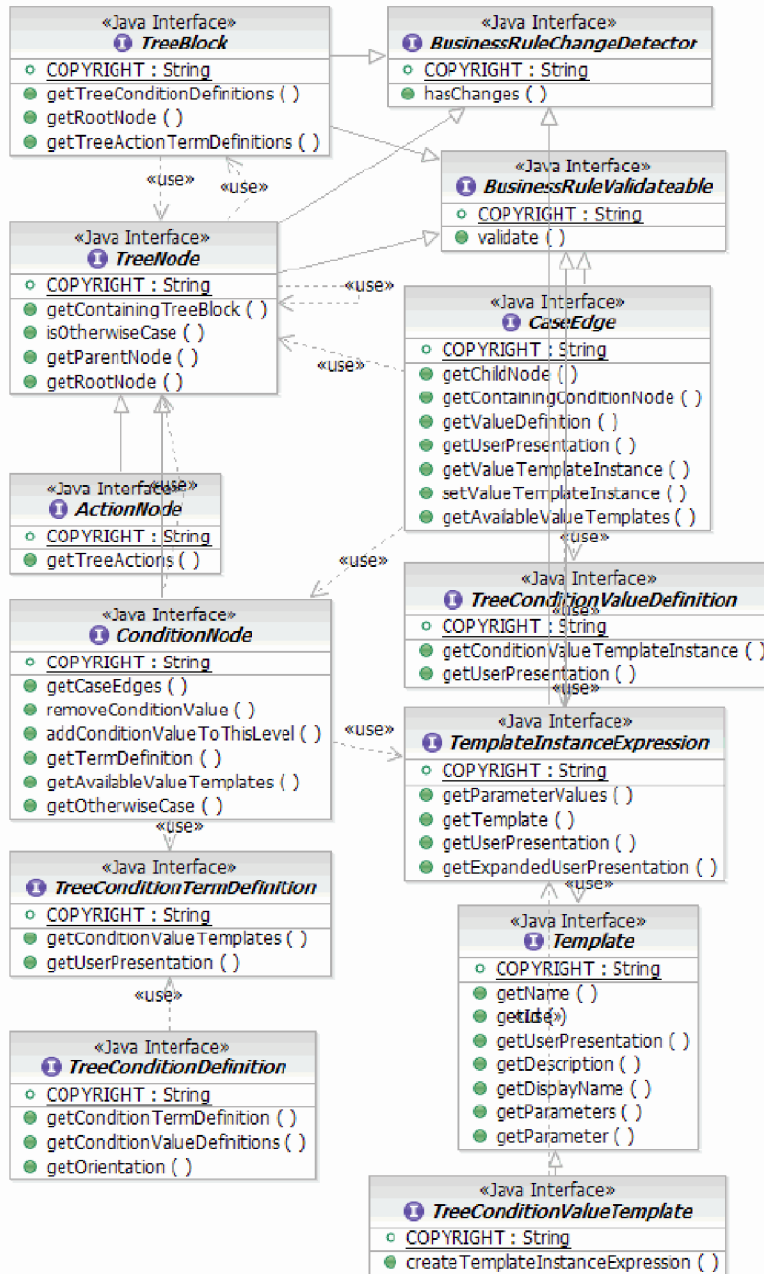 «Java Interface»
TreeBlock
COPYRIGHT : String
getTreeConditionDefinitions ( )
getRootNode ( )
getTreeActionTermDefinitions ( )
«Java Interface»
BusinessRuleChangeDetector
COPYRIGHT : String
hasChanges ( )
«use»
«use»
«Java Interface»
BusinessRuleValidateable
COPYRIGHT : String
validate ( )
«Java Interface»
TreeNode
COPYRIGHT : String
getContainingTreeBlock ( )
isOtherwiseCase ( )
getParentNode ( )
getRootNode ( )
«use»
«use»
«Java Interface»
CaseEdge
COPYRIGHT : String
getChildNode ( )
getContainingConditionNode ( )
getValueDefinition ( )
getUserPresentation ( )
getValueTemplateInstance ( )
setValueTemplateInstance ( )
getAvailableValueTemplates ( )
«Java Interface»
«use»
ActionNode
COPYRIGHT : String
getTreeActions ( )
«use»
«use»
«Java Interface»
TreeConditionValueDefinition
«use»
COPYRIGHT : String
getConditionValueTemplateInstance ( )
getUserPresentation ( )
«use»
«Java Interface»
ConditionNode
COPYRIGHT : String
getCaseEdges ( )
removeConditionValue ( )
addConditionValueToThisLevel ( )
getTermDefinition ( )
getAvailableValueTemplates ( )
getOtherwiseCase ( )
«use»
«use»
«Java Interface»
TemplateInstanceExpression
COPYRIGHT : String
getParameterValues ( )
getTemplate ( )
getUserPresentation ( )
getExpandedUserPresentation ( )
«use»
«Java Interface»
TreeConditionTermDefinition
COPYRIGHT : String
getConditionValueTemplates ( )
getUserPresentation ( )
«use»
«Java Interface»
Template
COPYRIGHT : String
getName ( )
getId ( )
«use»
getUserPresentation ( )
getDescription ( )
getDisplayName ( )
getParameters ( )
getParameter ( )
«Java Interface»
TreeConditionDefinition
COPYRIGHT : String
getConditionTermDefinition ( )
getConditionValueDefinitions ( )
getOrientation ( )
«Java Interface»
TreeConditionValueTemplate
COPYRIGHT : String
createTemplateInstanceExpression ( )